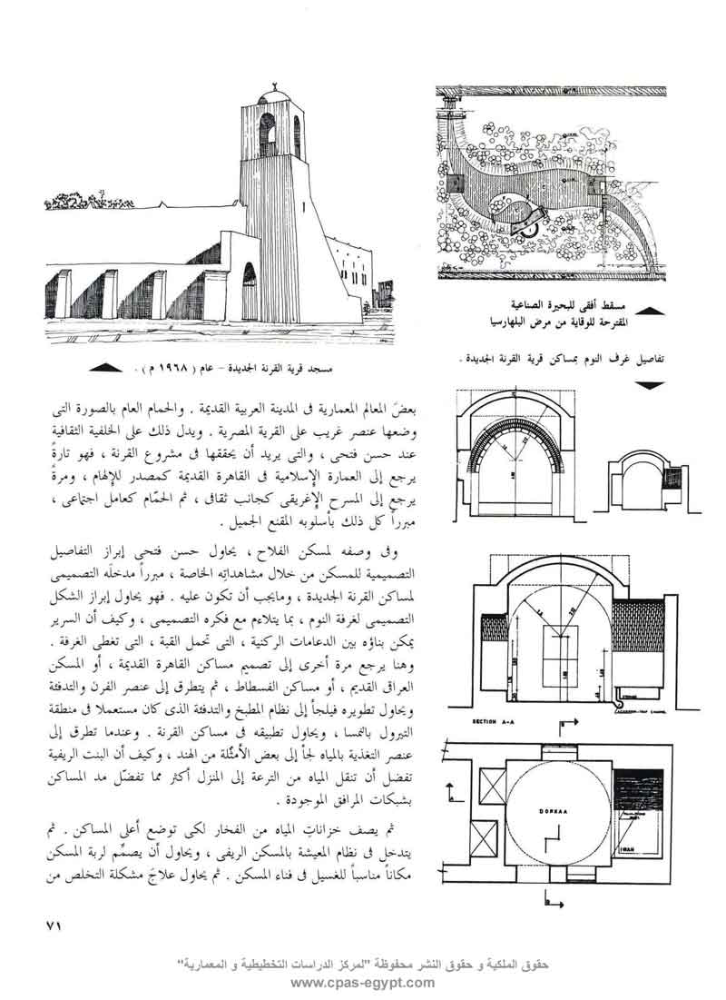 مسقط أفقى للبحيرة الصناعية
المقترحة للوقاية من مرض البلهارسيا
مسجد قرية القرنة الجديدة – عام ( ١٩٦٨ م ) .
تفاصيل غرف النوم بمساكن قرية القرنة الجديدة .
بعضَ المعالم المعمارية فى المدينة العربية القديمة . والحمام العام بالصورة التى
وضعها عنصر غريب على القرية المصرية . ويدل ذلك على الخلفية الثقافية
عند حسن فتحى ، والتى يريد أن يحققها فى مشروع القرنة ، فهو تارةً
يرجع إلى العمارة الإسلامية فى القاهرة القديمة كمصدر للإلهام ، ومرةً
يرجع إلى المسرح الإغريقى كجانب ثقافى ، ثم الحمّام كعامل اجتماعى ،
مبرراً كل ذلك بأسلوبه المقنع الجميل .
وفى وصفه لمسكن الفلاح ، يحاول حسن فتحى إبراز التفاصيل
التصميمية للمسكن من خلال مشاهداتِه الخاصة ، مبرراً مدخلَه التصميمى
لمساكن القرنة الجديدة ، ومايجب أن تكون عليه . فهو يحاول إبراز الشكل
التصميمى لغرفة النوم ، بما يتلاءم مع فكره التصميمى ، وكيف أن السرير
يمكن بناؤه بين الدعامات الركنية ، التى تحمل القبة ، التى تغطى الغرفة .
وهنا يرجع مرة أخرى إلى تصميم مساكن القاهرة القديمة ، أو المسكن
العراقى القديم ، أو مساكن الفسطاط ، ثم يتطرق إلى عنصر الفرن والتدفئة
ويحاول تطويره فيلجأ إلى نظام المطبخ والتدفئة الذى كان مستعملا فى منطقة
التيرول بالنمسا ، ويحاول تطبيقه فى مساكن القرنة . وعندما تطرق إلى
عنصر التغذية بالمياه لجأ إلى بعض الأمثلة من الهند ، وكيف أن البنت الريفية
تفضل أن تنقل المياه من الترعة إلى المنزل أكثر مما تفضّل مد المساكن
بشبكات المرافق الموجودة .
ثم يصف خزاناتِ المياه من الفخار لكى توضع أعلى المساكن . ثم
يتدخل فى نظام المعيشة بالمسكن الريفى ، ويحاول أن يصمِّم لربة المسكن
مكاناً مناسباً للغسيل فى فناء المسكن . ثم يحاول علاجَ مشكلة التخلص من
SECTION A-A
DORKAA
IWAN
٧١
حقوق الملكية و حقوق النشر محفوظة "لمركز الدراسات التخطيطية و المعمارية"
www.cpas-egypt.com